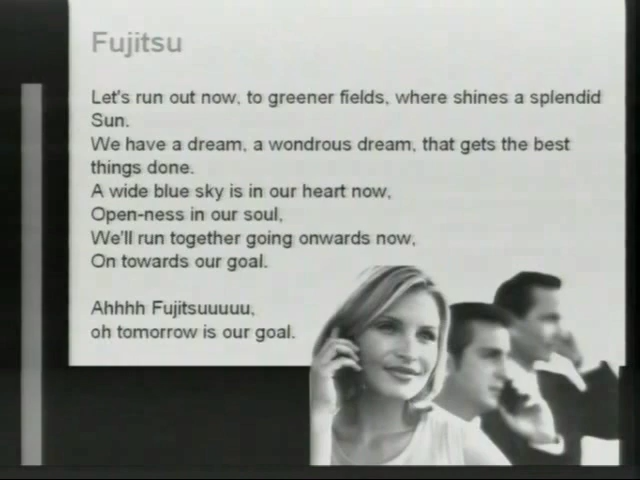 Fujitsu
Let's run out now, to greener fields, where shines a splendid
Sun.
We have a dream, a wondrous dream, that gets the best
things done.
A wide blue sky is in our heart now,
Open-ness in our soul,
We'll run together going onwards now,
On towards our goal.
Ahhhh Fujitsuuuuu,
oh tomorrow is our goal.